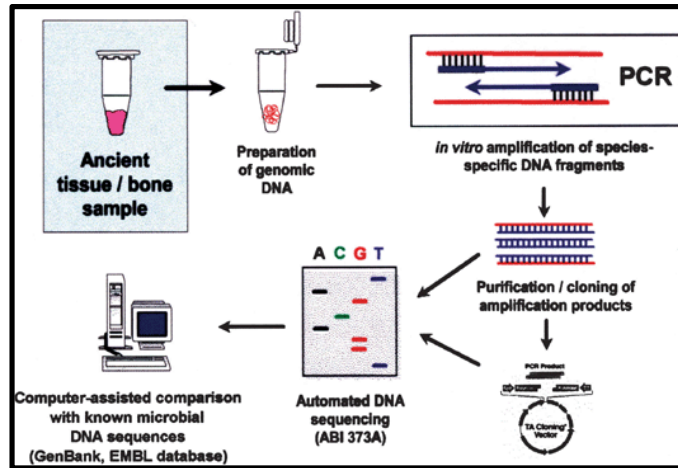 Ancient
tissue / bone
sample
Preparation
of genomic
DNA
PCR
in vitro amplification of species-
specific DNA fragments
Purification / cloning of
amplification products
PCR Product
TA Cloning
Vector
A C G T
Automated DNA
sequencing
(ABI 373A)
Computer-assisted comparison
with known microbial
DNA sequences
(GenBank, EMBL database)